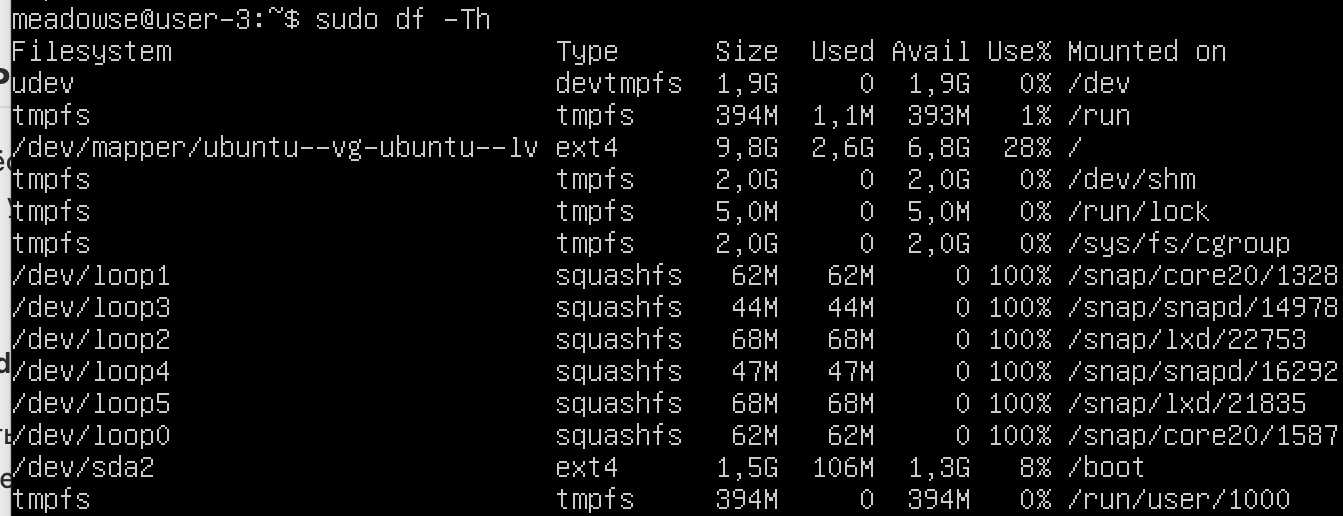 meadowse@user-3:~$ sudo df -Th
Filesystem Type Size Used Avail Use% Mounted on
udev devtmpfs 1,9G 0 1,9G 0% /dev
tmpfs tmpfs 394M 1,1M 393M 1% /run
/dev/mapper/ubuntu--vg-ubuntu--lv ext4 9,8G 2,6G 6,8G 28% /
tmpfs tmpfs 2,0G 0 2,0G 0% /dev/shm
tmpfs tmpfs 5,0M 0 5,0M 0% /run/lock
tmpfs tmpfs 2,0G 0 2,0G 0% /sys/fs/cgroup
/dev/loop1 squashfs 62M 62M 0 100% /snap/core20/1328
/dev/loop3 squashfs 44M 44M 0 100% /snap/snapd/14978
/dev/loop2 squashfs 68M 68M 0 100% /snap/lxd/22753
/dev/loop4 squashfs 47M 47M 0 100% /snap/snapd/16292
/dev/loop5 squashfs 68M 68M 0 100% /snap/lxd/21835
/dev/loop0 squashfs 62M 62M 0 100% /snap/core20/1587
/dev/sda2 ext4 1,5G 106M 1,3G 8% /boot
tmpfs tmpfs 394M 0 394M 0% /run/user/1000